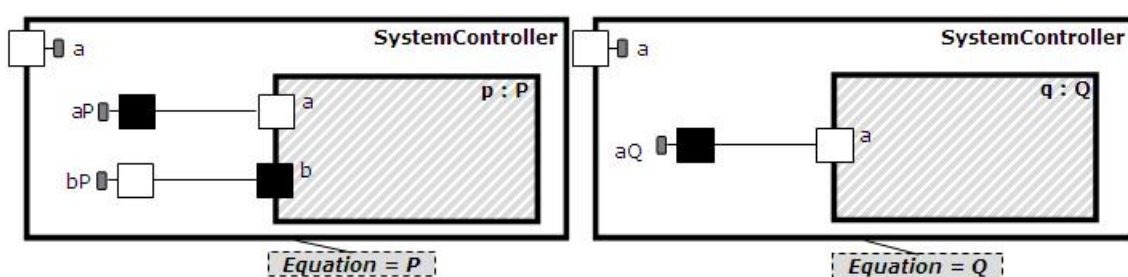 SystemController
a
p : P
aP
a
bP
b
Equation = P
SystemController
a
q : Q
aQ
a
Equation = Q